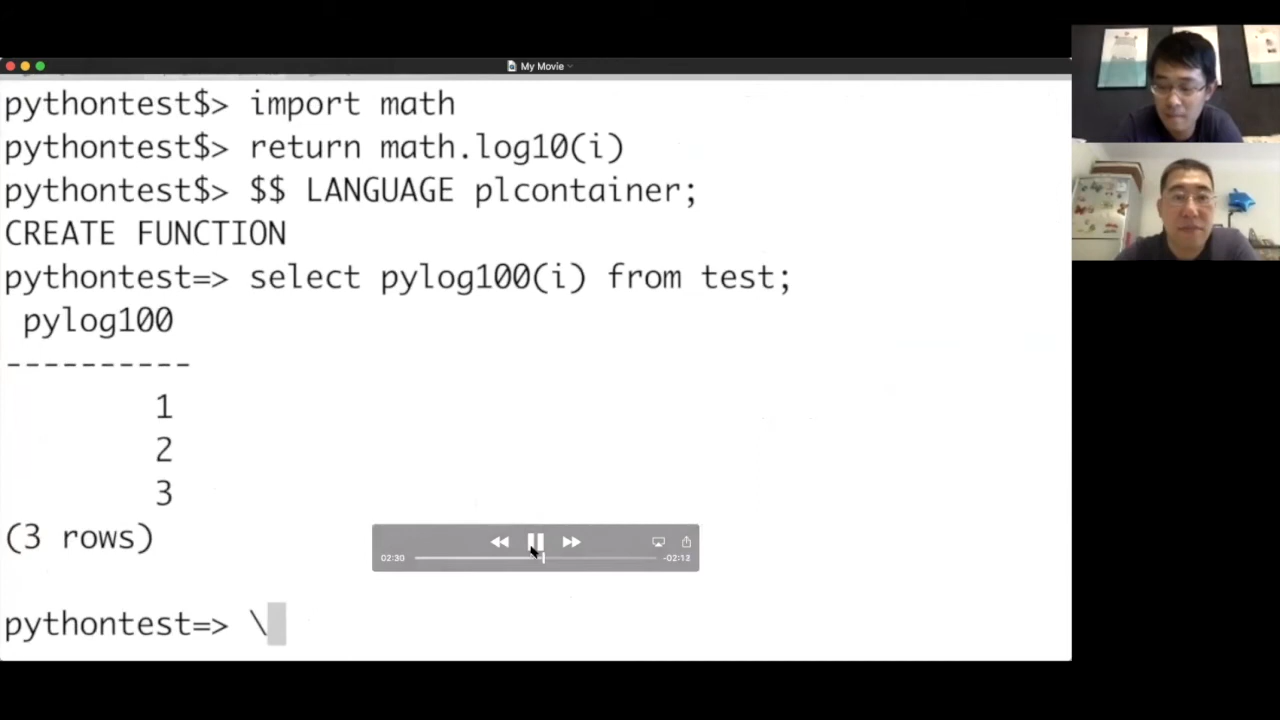 My Movie
pythontest$> import math
pythontest$> return math.log10(i)
pythontest$> $$ LANGUAGE plcontainer;
CREATE FUNCTION
pythontest=> select pylog100(i) from test;
pylog100
----------
1
2
3
(3 rows)
02:30
-02:12
pythontest=> \